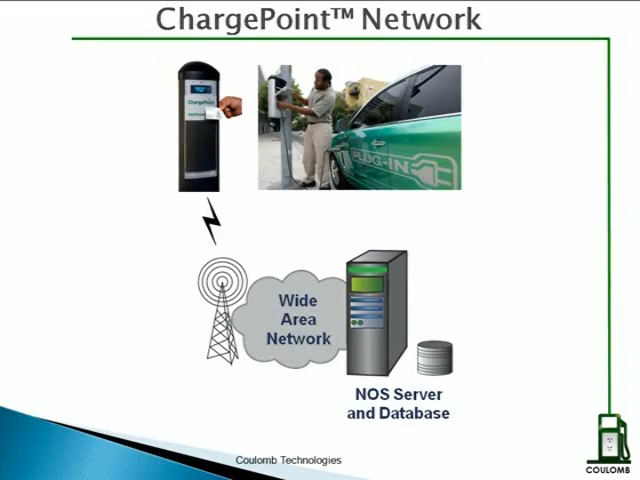 ChargePoint™ Network
ChargePoint
PLUG-IN
Wide
Area
Network
NOS Server
and Database
Coulomb Technologies
COULOMB